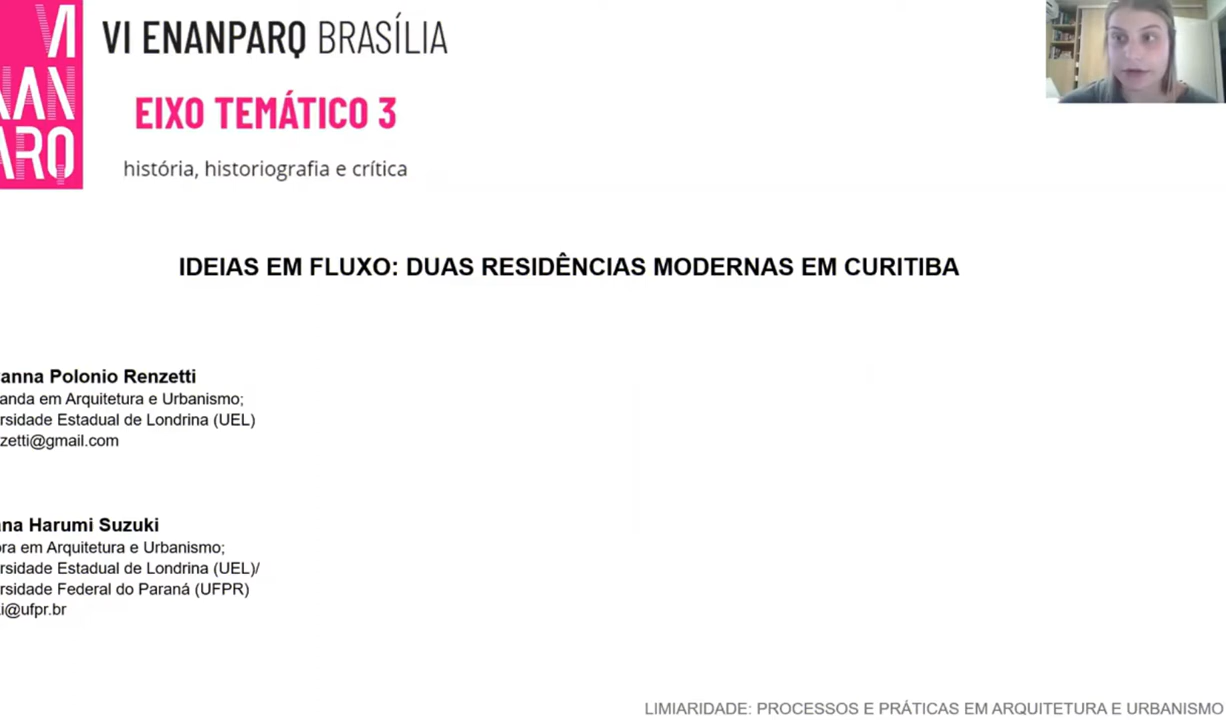 VI
VI ENANPARQ BRASÍLIA
EIXO TEMÁTICO 3
história, historiografia e crítica
IDEIAS EM FLUXO: DUAS RESIDÊNCIAS MODERNAS EM CURITIBA
anna Polonio Renzetti
anda em Arquitetura e Urbanismo;
rsidade Estadual de Londrina (UEL)
zetti@gmail.com
na Harumi Suzuki
ora em Arquitetura e Urbanismo;
rsidade Estadual de Londrina (UEL)/
rsidade Federal do Paraná (UFPR)
i@ufpr.br
LIMIARIDADE: PROCESSOS E PRÁTICAS EM ARQUITETURA E URBANISMO